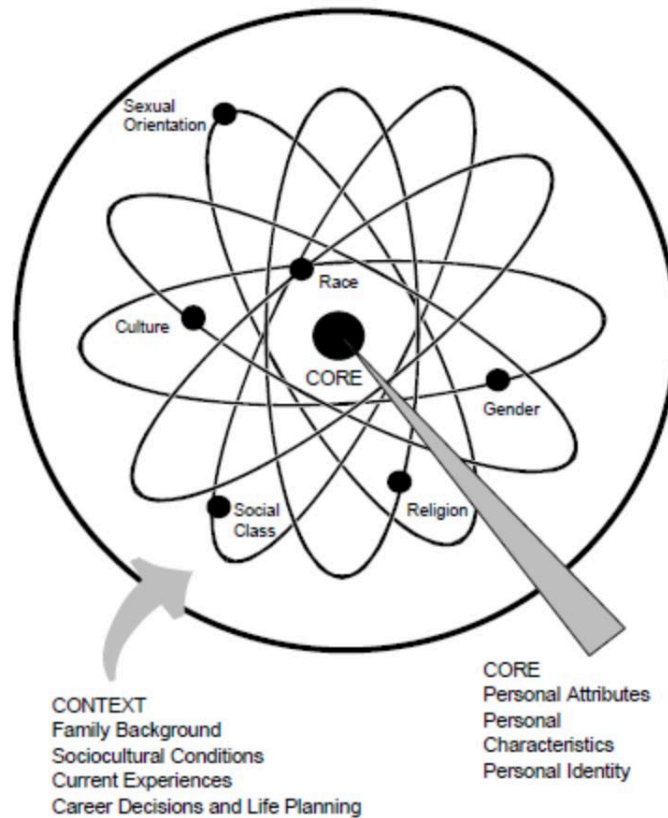 Sexual
Orientation
Race
Culture
CORE
Gender
Social
Class
Religion
CONTEXT
Family Background
Sociocultural Conditions
Current Experiences
Career Decisions and Life Planning
CORE
Personal Attributes
Personal
Characteristics
Personal Identity